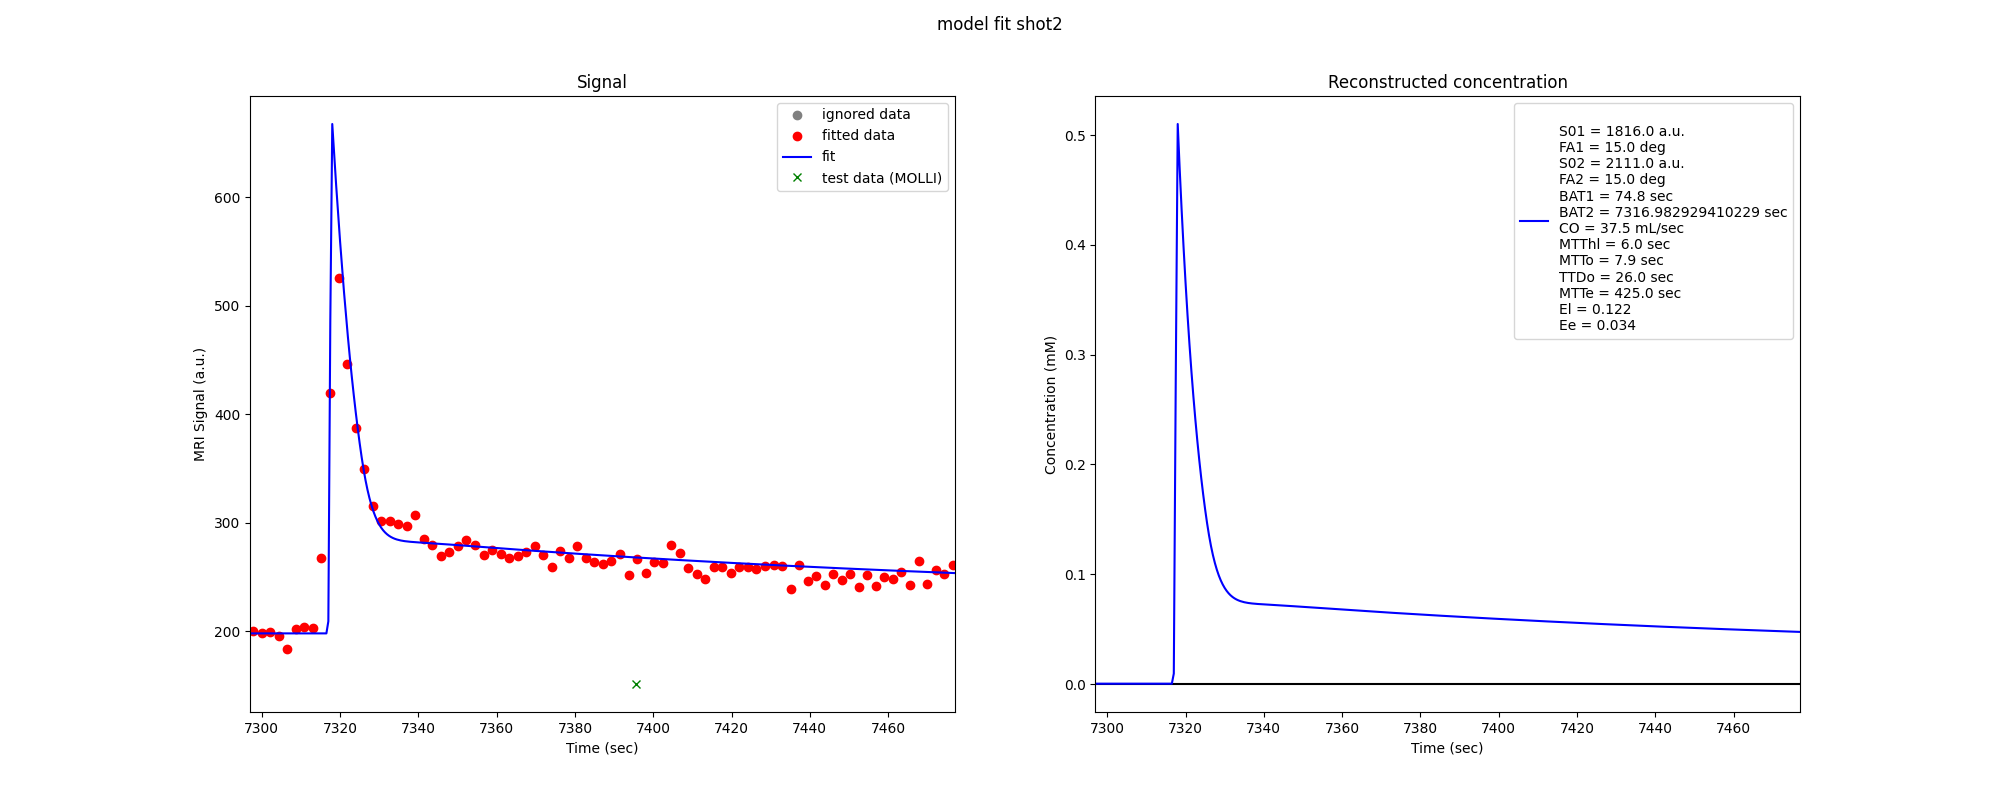 model fit shot2
Signal
MRI Signal (a.u.)
600
500
400
300
200
ignored data
fitted data
fit
test data (MOLLI)
7300 7320 7340 7360 7380 7400 7420 7440 7460
Time (sec)
Reconstructed concentration
Concentration (mM)
0.5
0.4
0.3
0.2
0.1
0.0
S01 = 1816.0 a.u.
FA1 = 15.0 deg
S02 = 2111.0 a.u.
FA2 = 15.0 deg
BAT1 = 74.8 sec
BAT2 = 7316.982929410229 sec
CO = 37.5 mL/sec
MTThl = 6.0 sec
MTTo = 7.9 sec
TTDo = 26.0 sec
MTTe = 425.0 sec
El = 0.122
Ee = 0.034
7300 7320 7340 7360 7380 7400 7420 7440 7460
Time (sec)